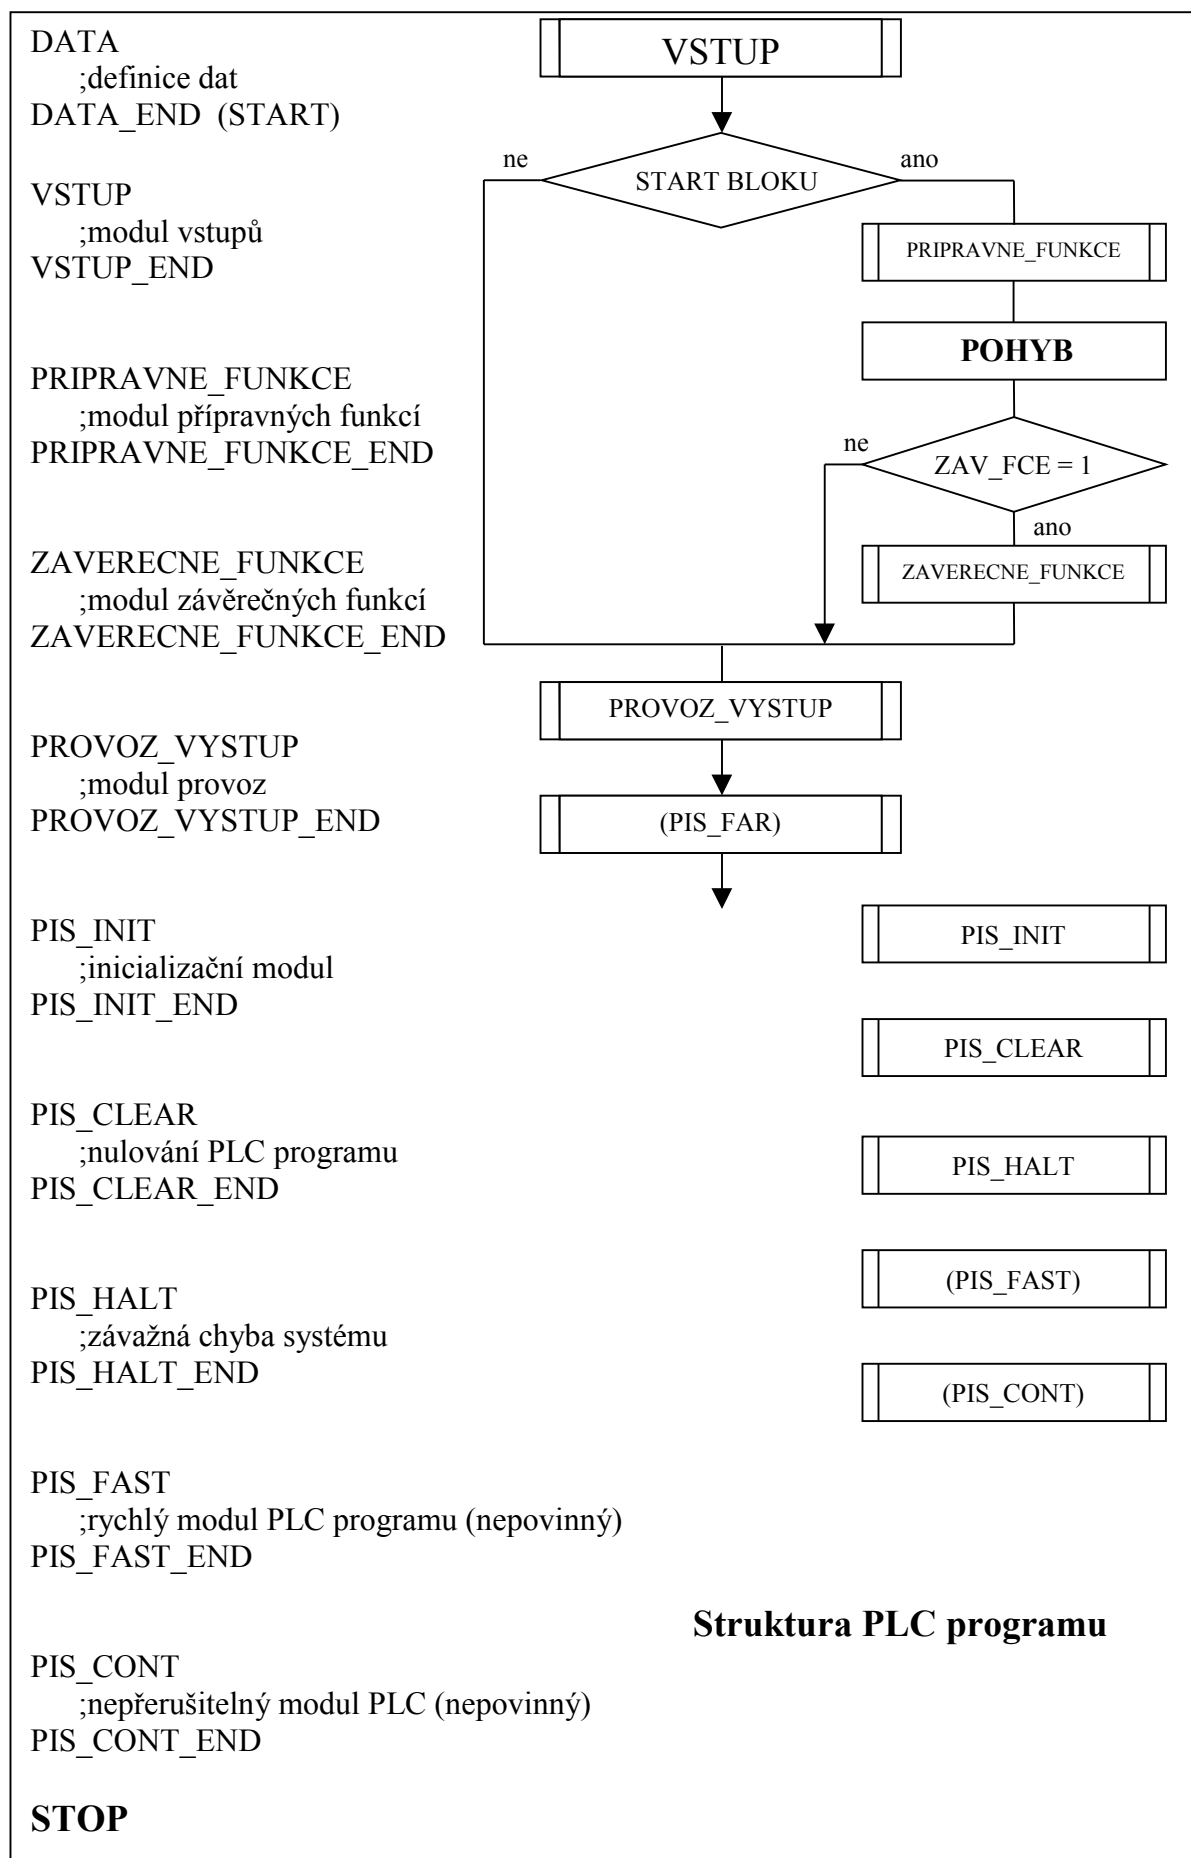 DATA
;definice dat
DATA_END (START)
VSTUP
;modul vstupů
VSTUP_END
PRIPRAVNE_FUNKCE
;modul přípravných funkcí
PRIPRAVNE_FUNKCE_END
ZAVERECNE_FUNKCE
;modul závěrečných funkcí
ZAVERECNE_FUNKCE_END
PROVOZ_VYSTUP
;modul provoz
PROVOZ_VYSTUP_END
PIS_INIT
;inicializační modul
PIS_INIT_END
PIS_CLEAR
;nulování PLC programu
PIS_CLEAR_END
PIS_HALT
;závažná chyba systému
PIS_HALT_END
PIS_FAST
;rychlý modul PLC programu (nepovinný)
PIS_FAST_END
PIS_CONT
;nepřerušitelný modul PLC (nepovinný)
PIS_CONT_END
STOP
VSTUP
ne
ano
START BLOKU
PRIPRAVNE_FUNKCE
POHYB
ne
ZAV_FCE = 1
ano
ZAVERECNE_FUNKCE
PROVOZ_VYSTUP
(PIS_FAR)
PIS_INIT
PIS_CLEAR
PIS_HALT
(PIS_FAST)
(PIS_CONT)
Struktura PLC programu